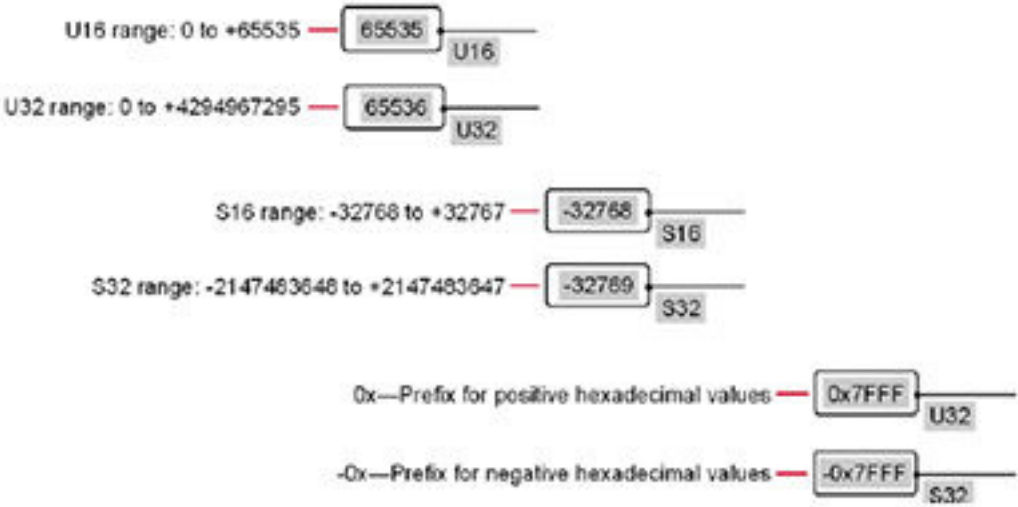 U16 range: 0 to +65535 65535
U16
U32 range: 0 to +4294967295 65536
U32
S16 range: -32768 to +32767 -32768
S16
S32 range: -2147483648 to +2147483647 -32769
S32
0x—Prefix for positive hexadecimal values 0x7FFF
U32
-0x—Prefix for negative hexadecimal values -0x7FFF
S32